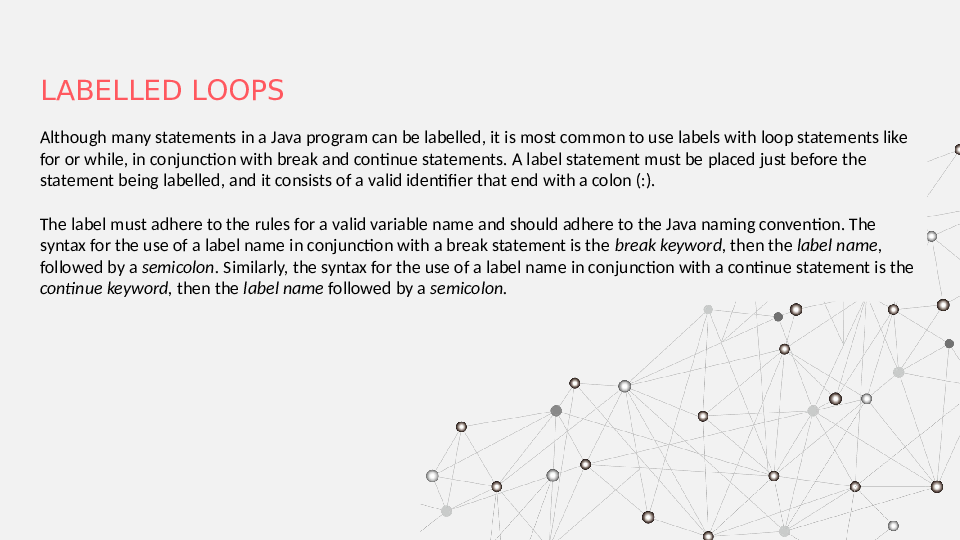 LABELLED LOOPS
Although many statements in a Java program can be labelled, it is most common to use labels with loop statements like
for or while, in conjunction with break and continue statements. A label statement must be placed just before the
statement being labelled, and it consists of a valid identifier that end with a colon (:).
The label must adhere to the rules for a valid variable name and should adhere to the Java naming convention. The
syntax for the use of a label name in conjunction with a break statement is the break keyword, then the label name,
followed by a semicolon. Similarly, the syntax for the use of a label name in conjunction with a continue statement is the
continue keyword, then the label name followed by a semicolon.